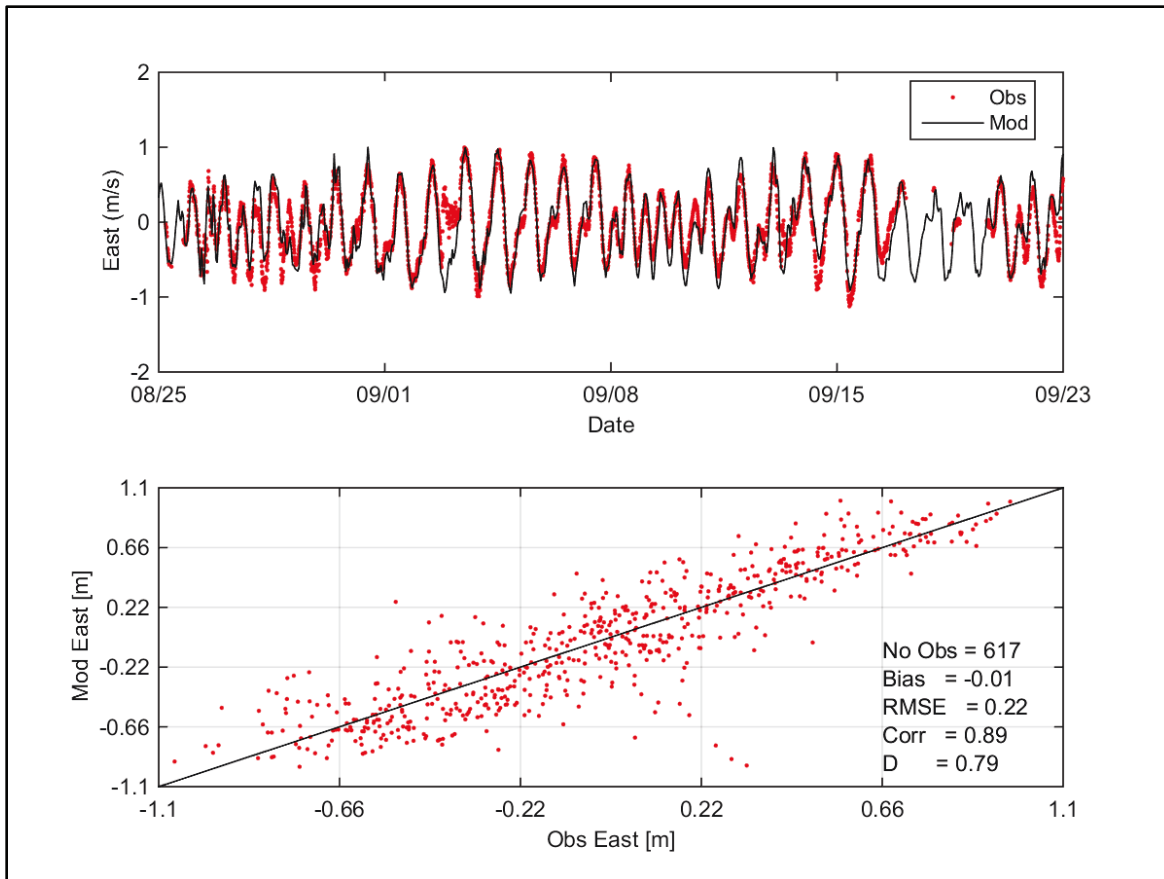 2
1
0
-1
-2
East (m/s)
Obs
Mod
08/25 09/01 09/08 09/15 09/23
Date
1.1
0.66
0.22
-0.22
-0.66
-1.1
Mod East [m]
No Obs = 617
Bias = -0.01
RMSE = 0.22
Corr = 0.89
D = 0.79
-1.1 -0.66 -0.22 0.22 0.66 1.1
Obs East [m]